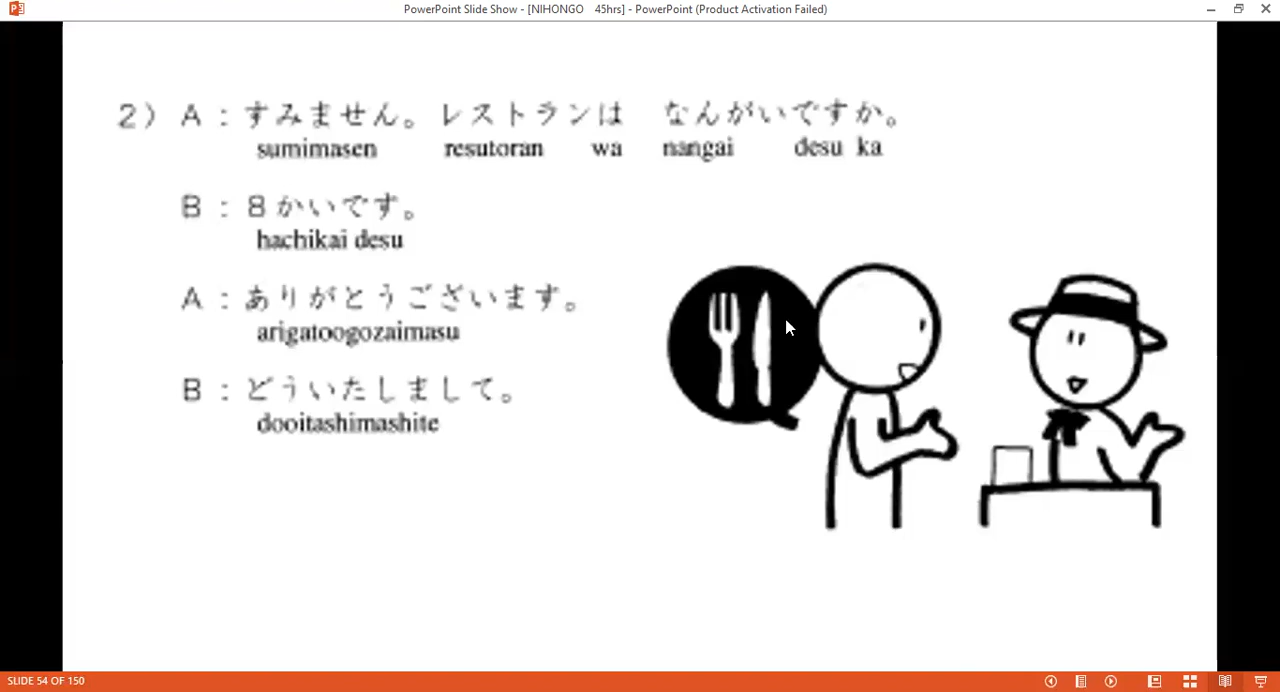 PowerPoint Slide Show - [NIHONGO 45hrs] - PowerPoint (Product Activation Failed)
2) A:すみません。レストランは なんがいですか。
sumimasen resutoran wa nangai desu ka
B:8かいです。
hachikai desu
A:ありがとうございます。
arigatoogozaimasu
B:どういたしまして。
dooitashimashite
SLIDE 54 OF 150